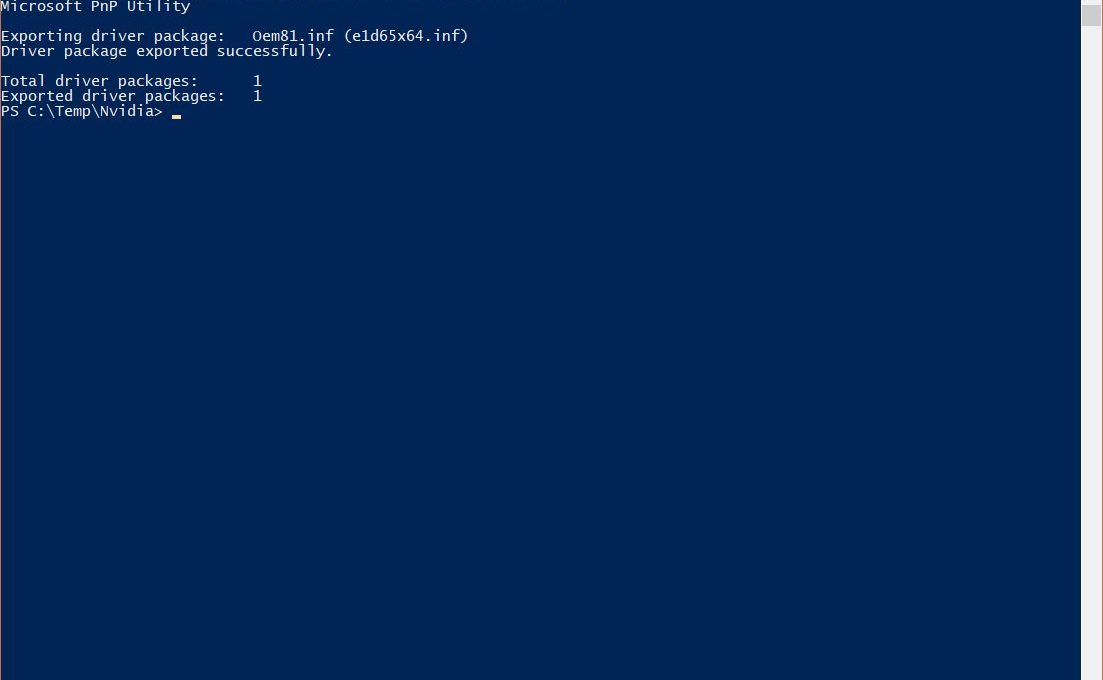 Microsoft PnP Utility
Exporting driver package:   Oem81.inf (e1d65x64.inf)
Driver package exported successfully.
Total driver packages:      1
Exported driver packages:   1
PS C:\Temp\Nvidia>